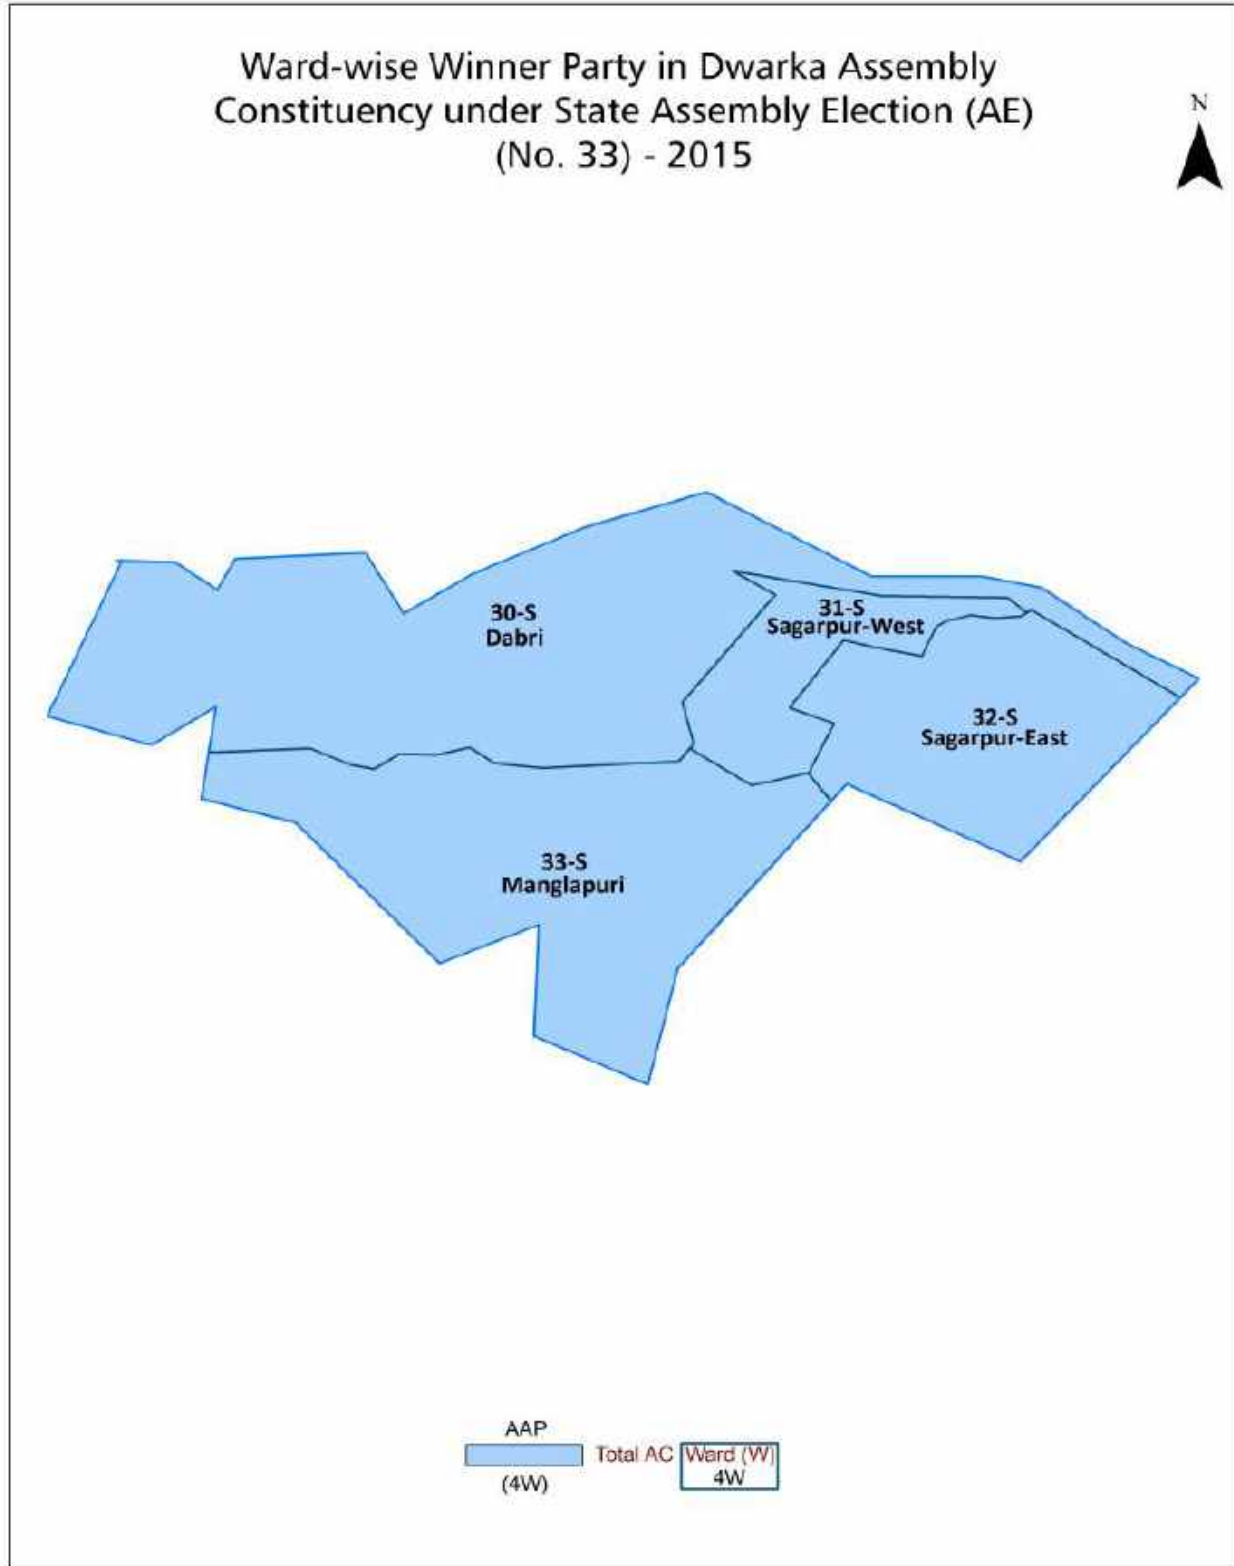 Ward-wise Winner Party in Dwarka Assembly
Constituency under State Assembly Election (AE)
(No. 33) - 2015
N
30-S
Dabri
31-S
Sagarpur-West
32-S
Sagarpur-East
33-S
Manglapuri
AAP
(4W)
Total AC
Ward (W)
4W